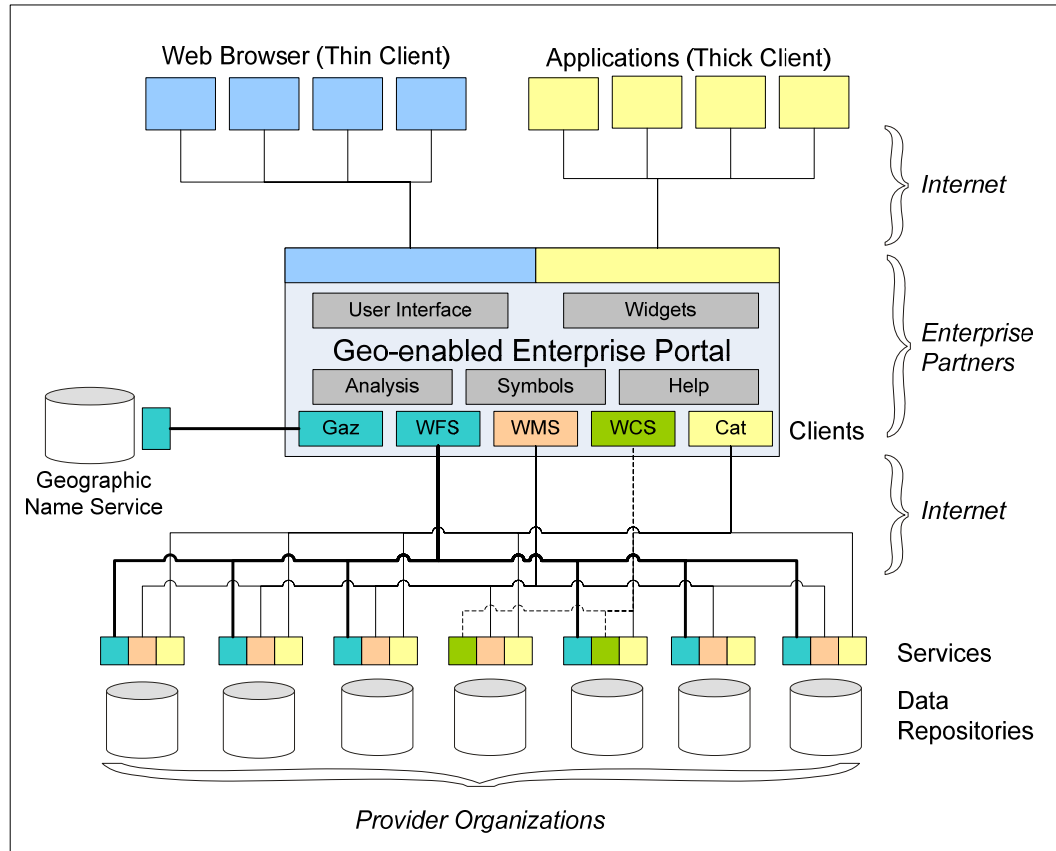 Web Browser (Thin Client)
Applications (Thick Client)
Internet
User Interface
Widgets
Geo-enabled Enterprise Portal
Enterprise
Partners
Analysis
Symbols
Help
Gaz
WFS
WMS
WCS
Cat
Clients
Geographic
Name Service
Internet
Services
Data
Repositories
Provider Organizations